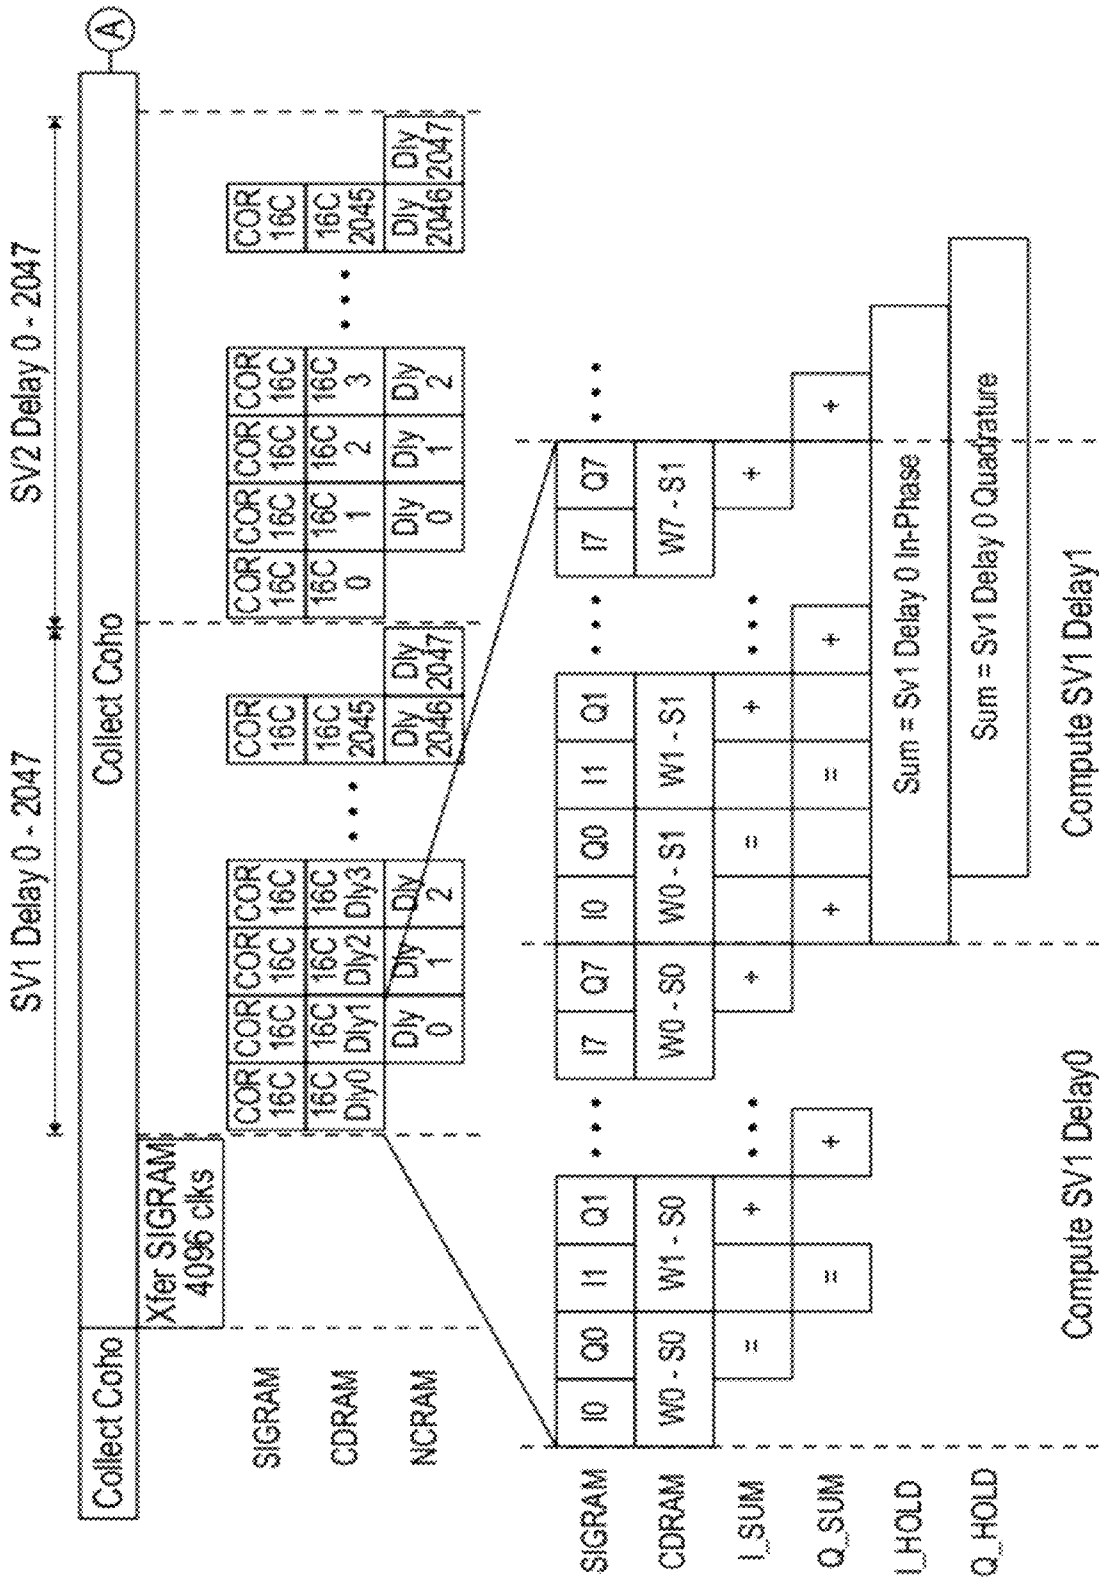 SV1 Delay 0 - 2047 SV2 Delay 0 - 2047
Collect Coho Collect Coho A
Xfer SIGRAM
4096 clks
SIGRAM COR COR COR COR COR COR COR COR COR COR
16C 16C 16C 16C 16C 16C 16C 16C 16C 16C
CDRAM 16C 16C 16C 16C 16C 16C 16C 16C 16C 16C
Dly0 Dly1 Dly2 Dly3 2045 0 1 2 3 2045
NCRAM Dly Dly Dly Dly Dly Dly Dly Dly Dly Dly
0 1 2 2046 2047 0 1 2 2046 2047
SIGRAM I0 Q0 I1 Q1 I7 Q7 I0 Q0 I1 Q1 I7 Q7
CDRAM W0 - S0 W1 - S0 W0 - S0 W0 - S1 W1 - S1 W7 - S1
I_SUM = + + = + +
Q_SUM = + + = + +
I_HOLD Sum = Sv1 Delay 0 In-Phase
Q_HOLD Sum = Sv1 Delay 0 Quadrature
Compute SV1 Delay0 Compute SV1 Delay1